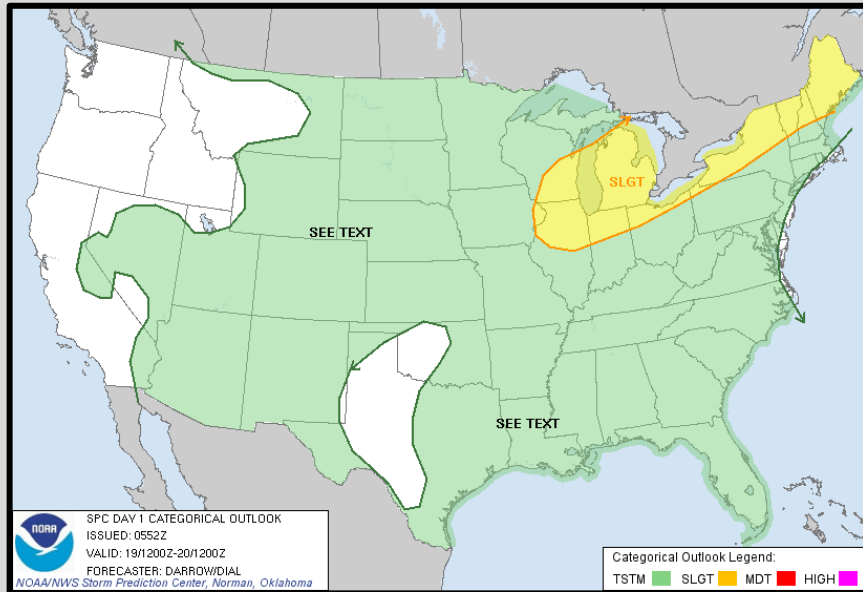 SLGT
SEE TEXT
SEE TEXT
NOAA
SPC DAY 1 CATEGORICAL OUTLOOK
ISSUED: 0552Z
VALID: 19/1200Z-20/1200Z
FORECASTER: DARROW/DIAL
NOAA/NWS Storm Prediction Center, Norman, Oklahoma
Categorical Outlook Legend:
TSTM SLGT MDT HIGH